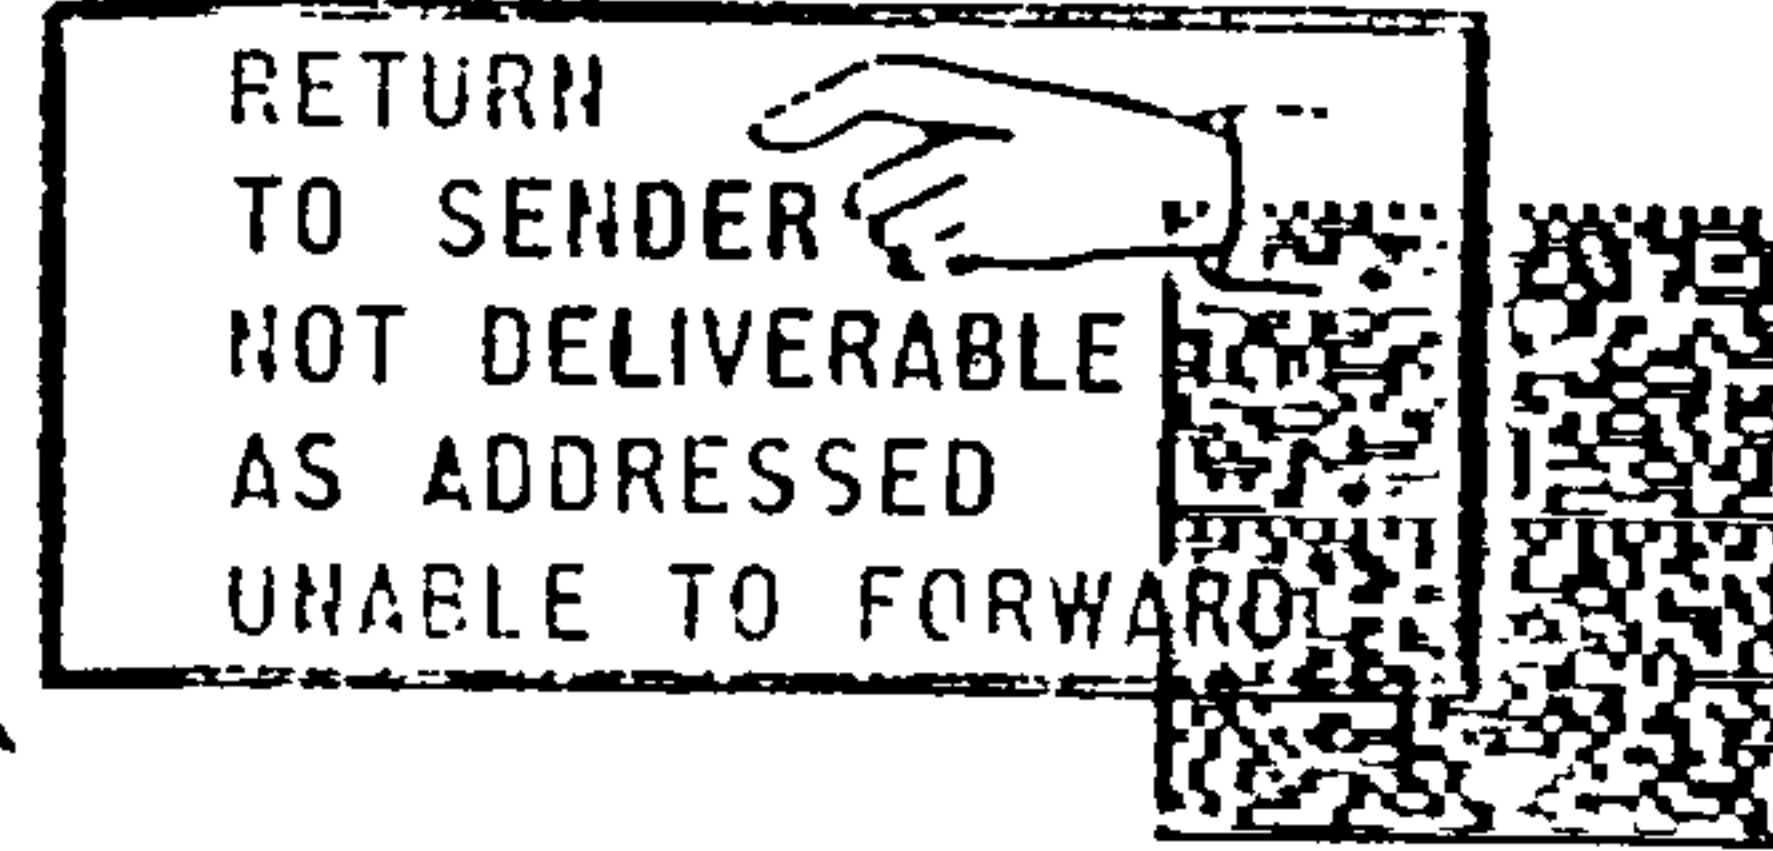 RETURN
TO SENDER
NOT DELIVERABLE
AS ADDRESSED
UNABLE TO FORWARD